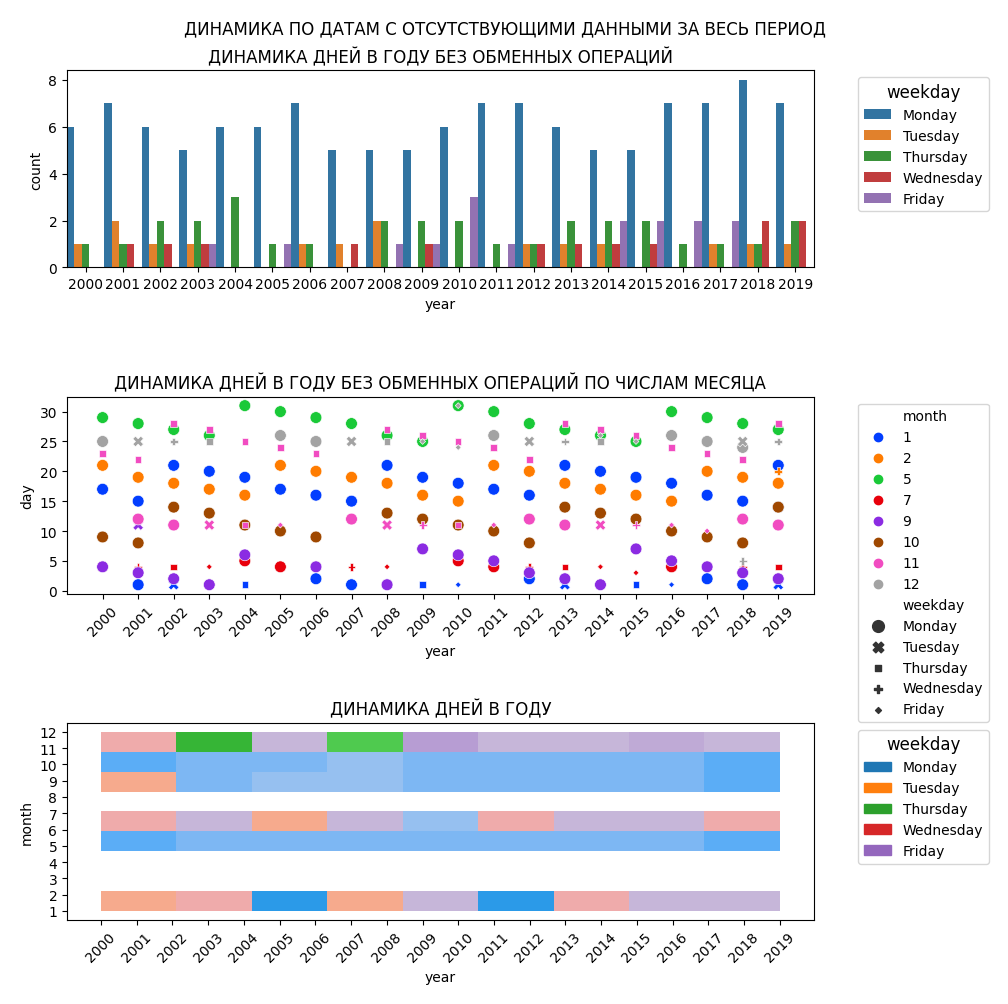 ДИНАМИКА ПО ДАТАМ С ОТСУТСТВУЮЩИМИ ДАННЫМИ ЗА ВЕСЬ ПЕРИОД
ДИНАМИКА ДНЕЙ В ГОДУ БЕЗ ОБМЕННЫХ ОПЕРАЦИЙ
8
6
4
2
0
count
2000 2001 2002 2003 2004 2005 2006 2007 2008 2009 2010 2011 2012 2013 2014 2015 2016 2017 2018 2019
year
weekday
Monday
Tuesday
Thursday
Wednesday
Friday
ДИНАМИКА ДНЕЙ В ГОДУ БЕЗ ОБМЕННЫХ ОПЕРАЦИЙ ПО ЧИСЛАМ МЕСЯЦА
30
25
20
15
10
5
0
day
2000 2001 2002 2003 2004 2005 2006 2007 2008 2009 2010 2011 2012 2013 2014 2015 2016 2017 2018 2019
year
month
1
2
5
7
9
10
11
12
weekday
Monday
Tuesday
Thursday
Wednesday
Friday
ДИНАМИКА ДНЕЙ В ГОДУ
12
11
10
9
8
7
6
5
4
3
2
1
month
2000 2001 2002 2003 2004 2005 2006 2007 2008 2009 2010 2011 2012 2013 2014 2015 2016 2017 2018 2019
year
weekday
Monday
Tuesday
Thursday
Wednesday
Friday